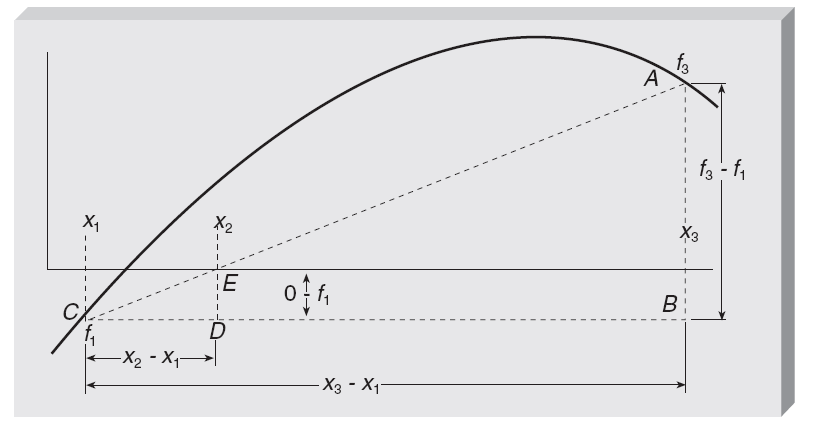 f₃
A
f₃ - f₁
x₁
x₂
x₃
E
0 - f₁
C
B
f₁
D
x₂ - x₁
x₃ - x₁